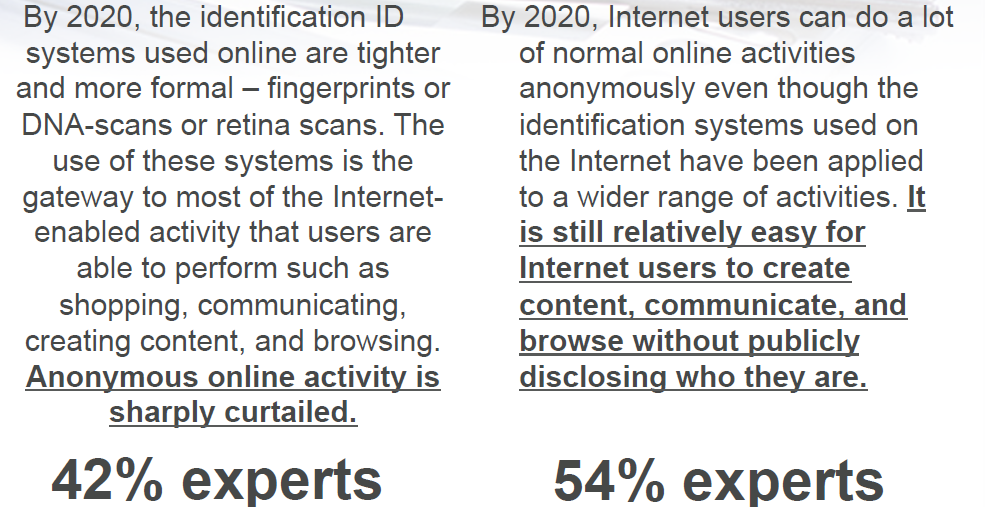 By 2020, the identification ID
systems used online are tighter
and more formal – fingerprints or
DNA-scans or retina scans. The
use of these systems is the
gateway to most of the Internet-
enabled activity that users are
able to perform such as
shopping, communicating,
creating content, and browsing.
Anonymous online activity is
sharply curtailed.
42% experts
By 2020, Internet users can do a lot
of normal online activities
anonymously even though the
identification systems used on
the Internet have been applied
to a wider range of activities. It
is still relatively easy for
Internet users to create
content, communicate, and
browse without publicly
disclosing who they are.
54% experts